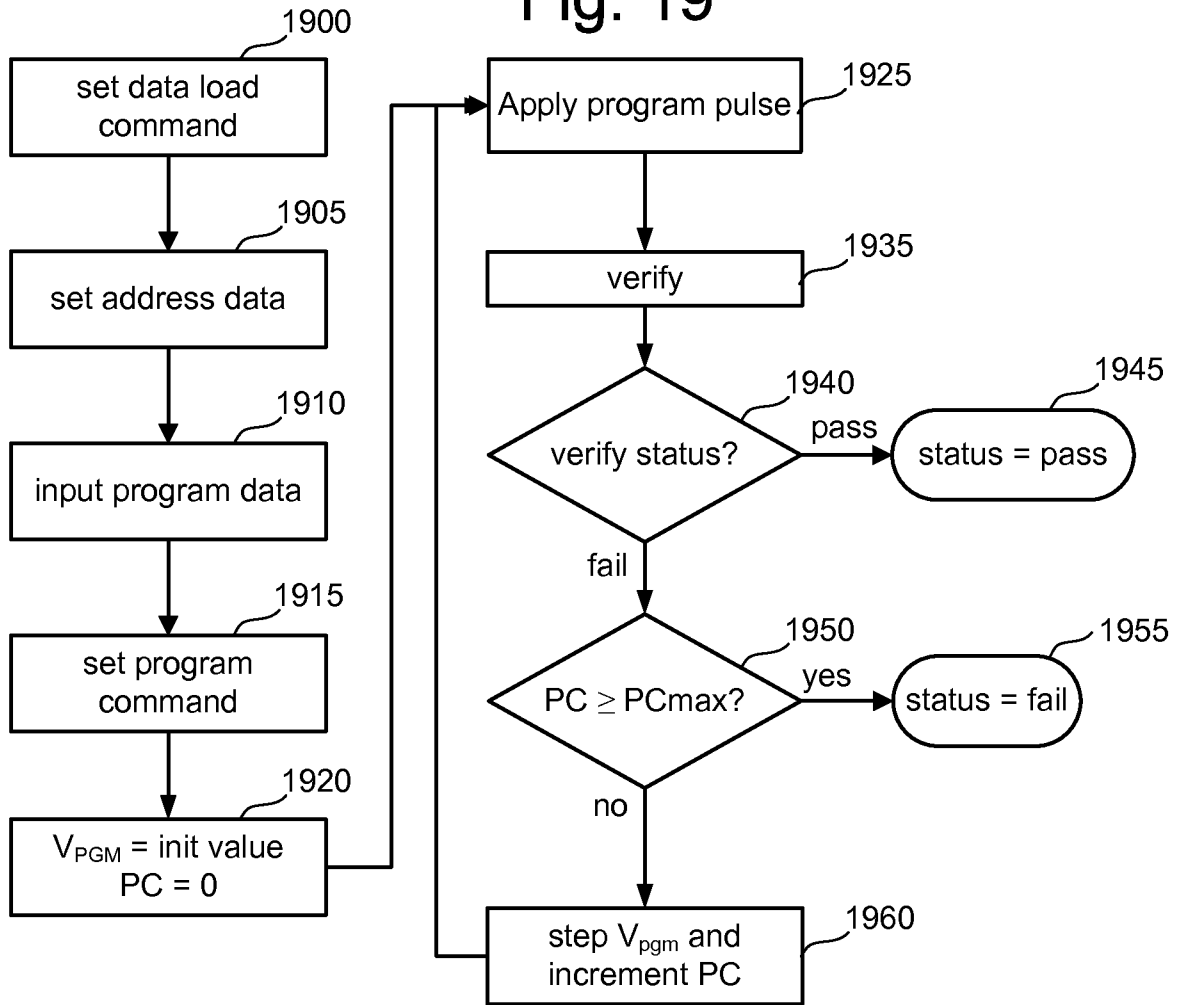 Fig. 19
1900
set data load
command
1905
set address data
1910
input program data
1915
set program
command
1920
V_PGM = init value
PC = 0
1925
Apply program pulse
1935
verify
1940
verify status?
pass
1945
status = pass
fail
1950
PC ≥ PCmax?
yes
1955
status = fail
no
1960
step V_pgm and
increment PC